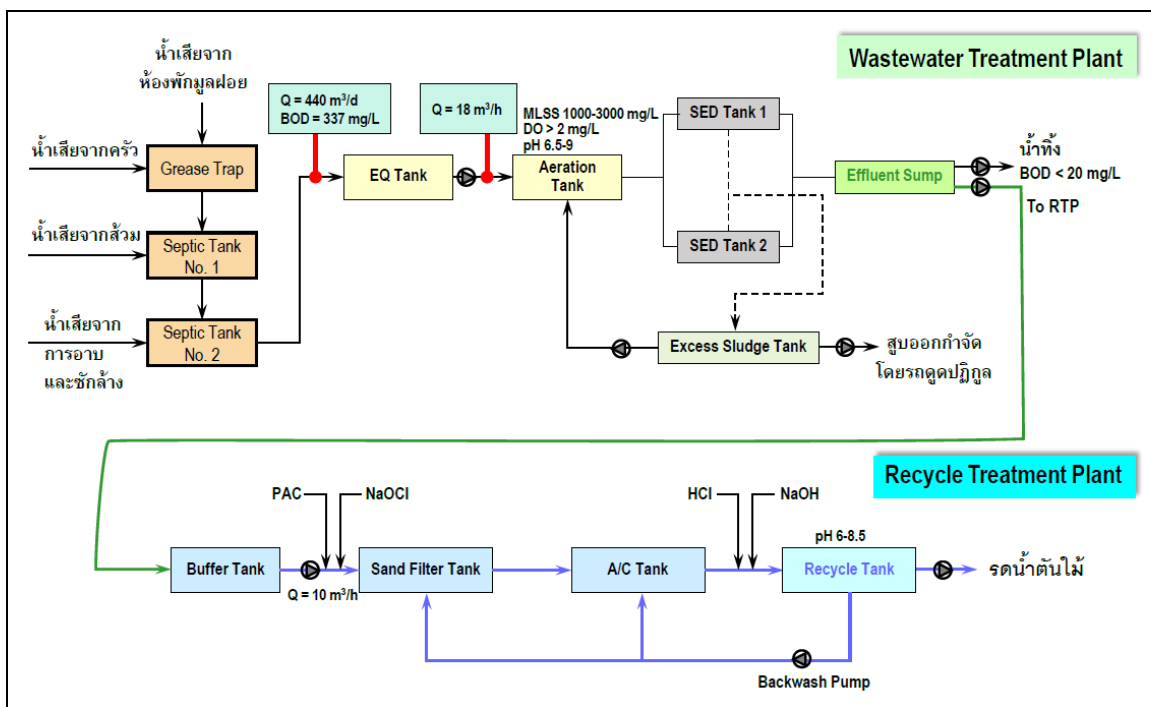 น้ำเสียจาก
ห้องพักมูลฝอย
Wastewater Treatment Plant
Q = 440 m³/d
BOD = 337 mg/L
Q = 18 m³/h
MLSS 1000-3000 mg/L
DO > 2 mg/L
pH 6.5-9
SED Tank 1
น้ำเสียจากครัว
Grease Trap
EQ Tank
Aeration
Tank
Effluent Sump
น้ำทิ้ง
BOD < 20 mg/L
To RTP
น้ำเสียจากส้วม
Septic Tank
No. 1
SED Tank 2
น้ำเสียจาก
การอาบ
และซักล้าง
Septic Tank
No. 2
Excess Sludge Tank
สูบออกกำจัด
โดยรถดูดปฏิกูล
Recycle Treatment Plant
PAC
NaOCl
HCl
NaOH
pH 6-8.5
Buffer Tank
Q = 10 m³/h
Sand Filter Tank
A/C Tank
Recycle Tank
รดน้ำต้นไม้
Backwash Pump